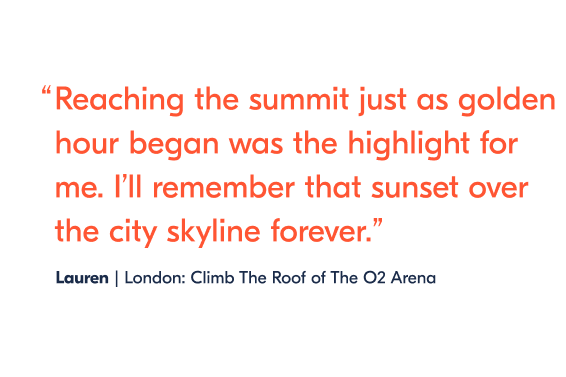 “Reaching the summit just as golden
hour began was the highlight for
me. I’ll remember that sunset over
the city skyline forever.”
Lauren | London: Climb The Roof of The O2 Arena